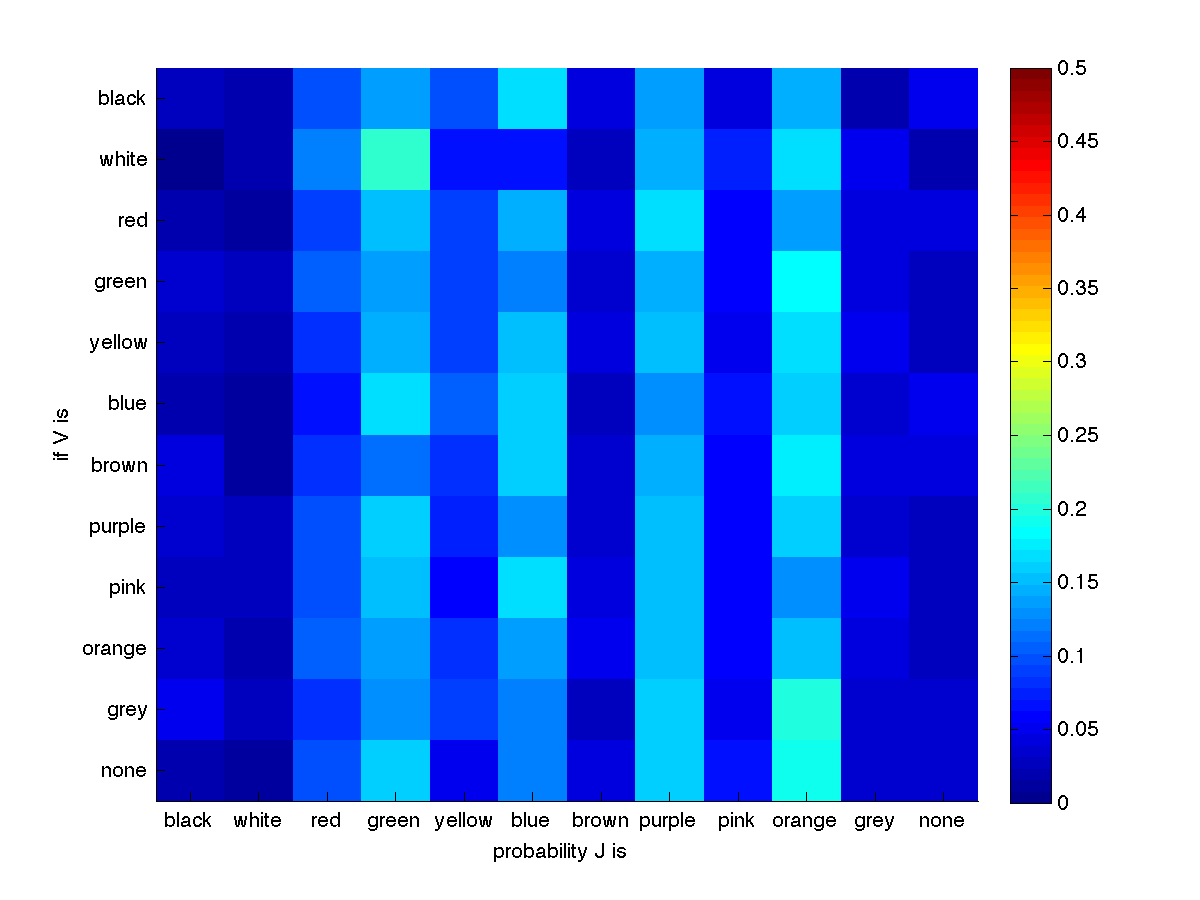 black
white
red
green
yellow
blue
brown
purple
pink
orange
grey
none
if V is
black white red green yellow blue brown purple pink orange grey none
probability J is
0.5
0.45
0.4
0.35
0.3
0.25
0.2
0.15
0.1
0.05
0